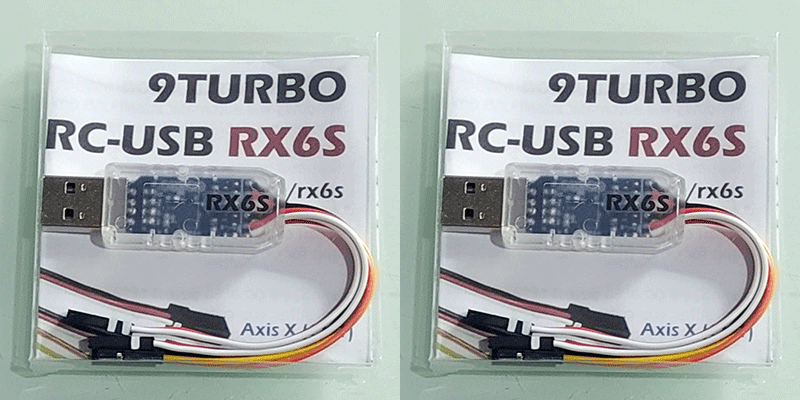 9TURBO
RC-USB RX6S
/rx6s
RX6S
Axis X
9TURBO
RC-USB RX6S
/rx6s
RX6S
Axis X